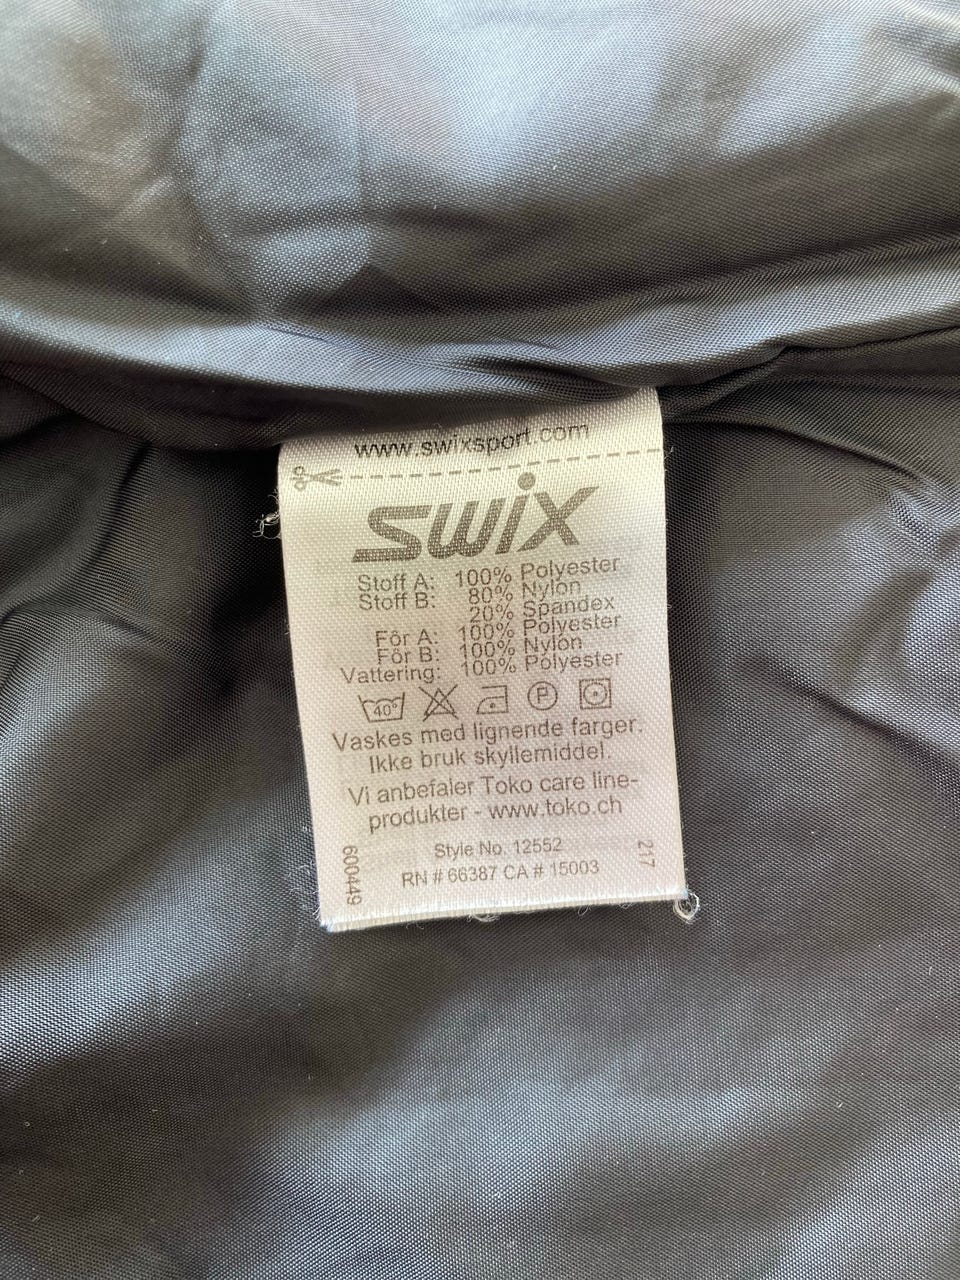 www.swixsport.com
swix
Stoff A: 100% Polyester
Stoff B: 80% Nylon
20% Spandex
Fôr A: 100% Polyester
Fôr B: 100% Nylon
Vattering: 100% Polyester
40° P
Vaskes med lignende farger.
Ikke bruk skyllemiddel.
Vi anbefaler Toko care line-
produkter - www.toko.ch
Style No. 12552
RN # 66387 CA # 15003
600449
217